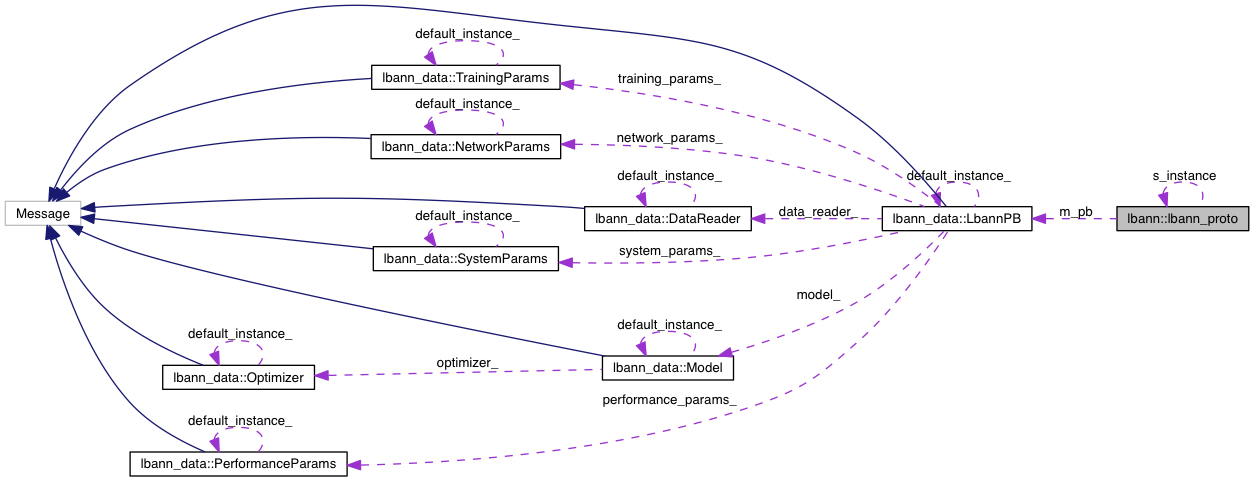 default_instance_
lbann_data::TrainingParams
training_params_
default_instance_
lbann_data::NetworkParams
network_params_
default_instance_
default_instance_
s_instance
Message
lbann_data::DataReader
data_reader_
lbann_data::LbannPB
m_pb
lbann::lbann_proto
default_instance_
lbann_data::SystemParams
system_params_
model_
default_instance_
default_instance_
optimizer_
lbann_data::Model
lbann_data::Optimizer
performance_params_
default_instance_
lbann_data::PerformanceParams